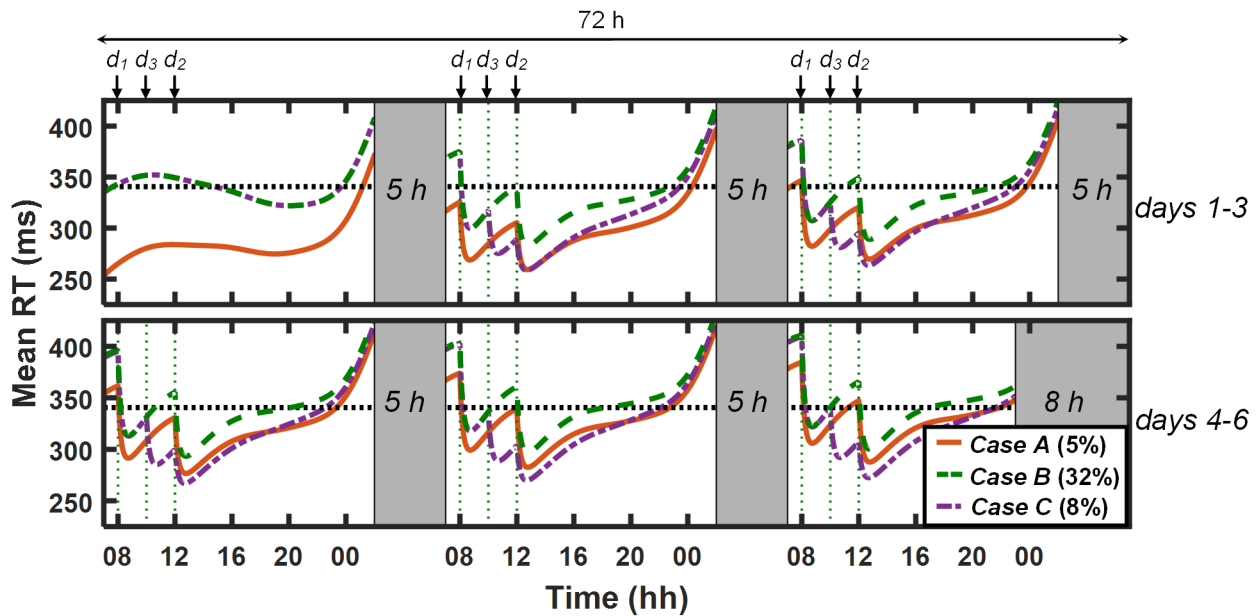 72 h
d1 d3 d2 d1 d3 d2 d1 d3 d2
400
350
300
250
5 h 5 h 5 h
days 1-3
400
350
300
250
5 h 5 h 8 h
days 4-6
Case A (5%)
Case B (32%)
Case C (8%)
08 12 16 20 00 08 12 16 20 00 08 12 16 20 00
Time (hh)
Mean RT (ms)